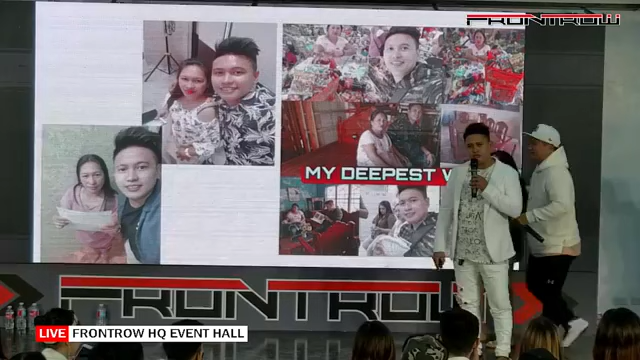 FRONTROW
MY DEEPEST W
FRONTROW
LIVE FRONTROW HQ EVENT HALL